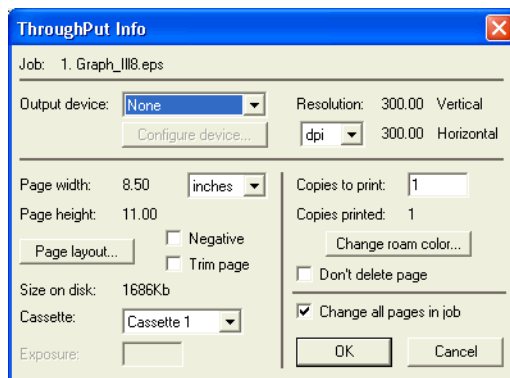 ThroughPut Info
Job: 1. Graph_III8.eps
Output device: None
Configure device...
Resolution: 300.00 Vertical
dpi 300.00 Horizontal
Page width: 8.50 inches
Page height: 11.00
Negative
Page layout...
Trim page
Size on disk: 1686Kb
Cassette: Cassette 1
Exposure:
Copies to print: 1
Copies printed: 1
Change roam color...
Don't delete page
Change all pages in job
OK Cancel